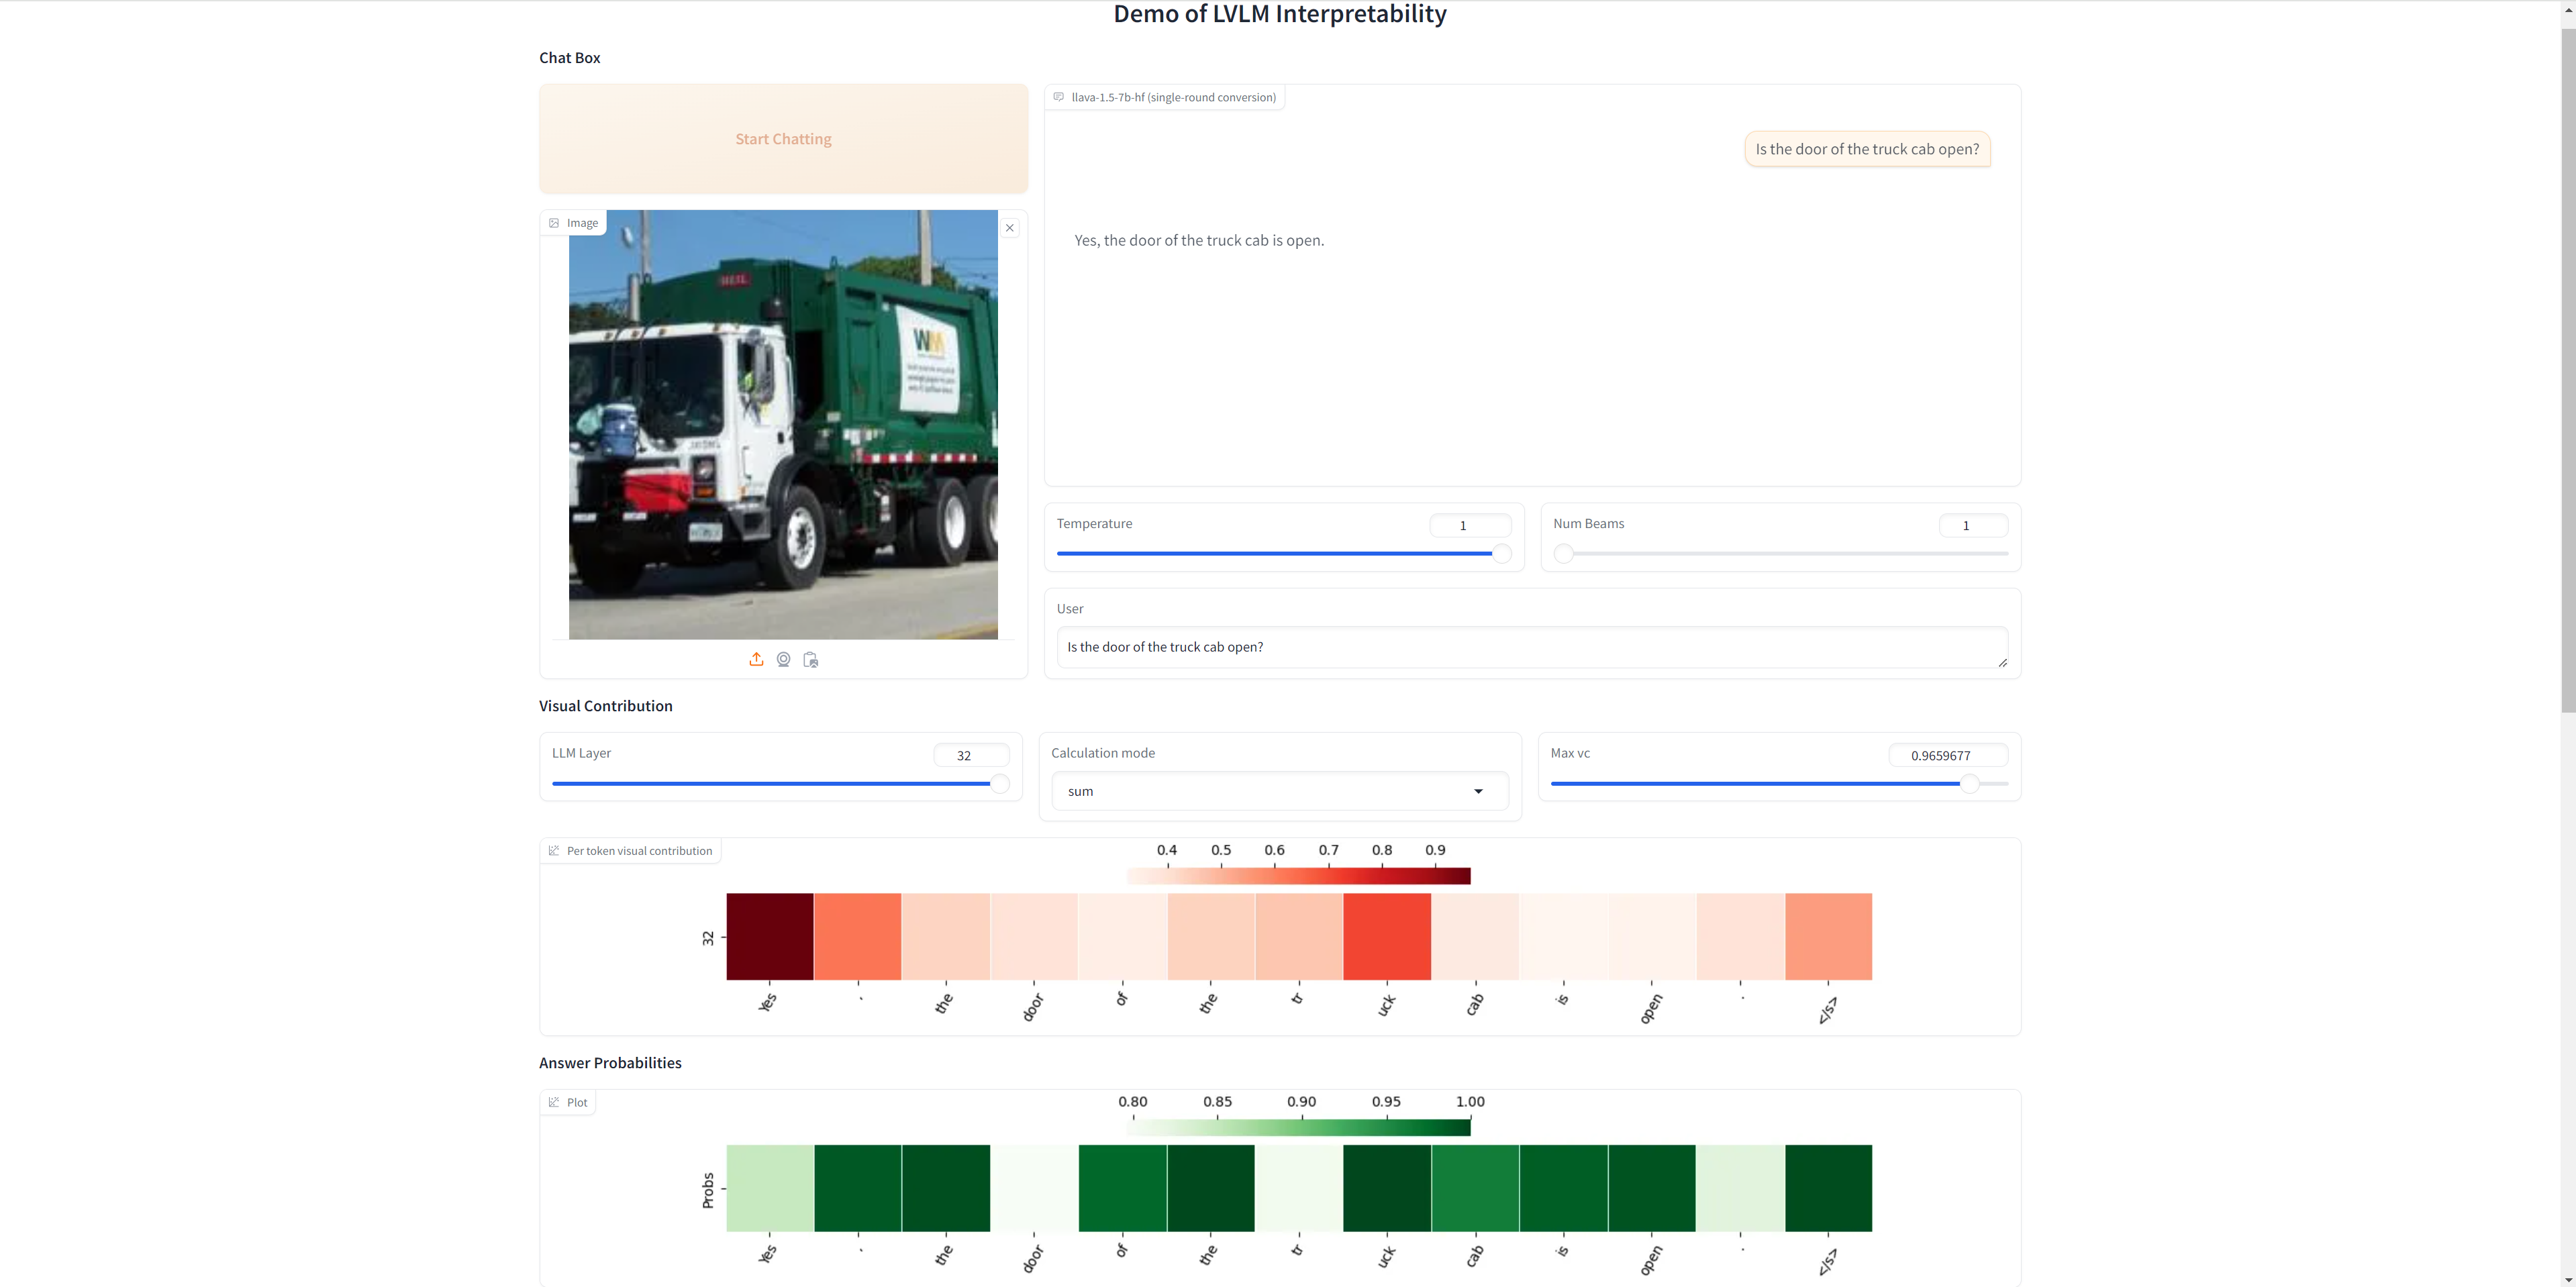 Demo of LVLM Interpretability
Chat Box
Start Chatting
llava-1.5-7b-hf (single-round conversion)
Is the door of the truck cab open?
Yes, the door of the truck cab is open.
Image
HEIL
WM
Temperature
1
Num Beams
1
User
Is the door of the truck cab open?
Visual Contribution
LLM Layer
32
Calculation mode
sum
Max vc
0.9659677
Per token visual contribution
0.4 0.5 0.6 0.7 0.8 0.9
32
Yes , the door of the tr uck cab is open . </s>
Answer Probabilities
Plot
0.80 0.85 0.90 0.95 1.00
Probs
Yes , the door of the tr uck cab is open . </s>